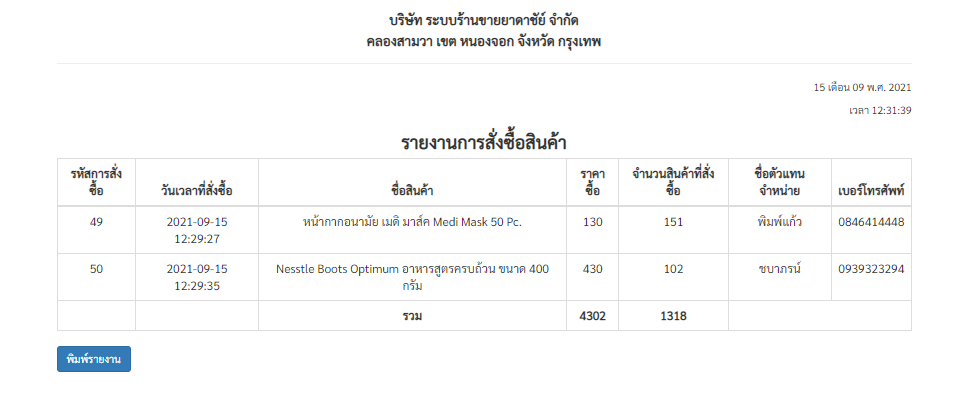 บริษัท ระบบร้านขายยาดาชัย์ จำกัด
คลองสามวา เขต หนองจอก จังหวัด กรุงเทพ
15 เดือน 09 พ.ศ. 2021
เวลา 12:31:39
รายงานการสั่งซื้อสินค้า
รหัสการสั่ง
ซื้อ
วันเวลาที่สั่งซื้อ
ชื่อสินค้า
ราคา
ซื้อ
จำนวนสินค้าที่สั่ง
ซื้อ
ชื่อตัวแทน
จำหน่าย
เบอร์โทรศัพท์
49
2021-09-15
12:29:27
หน้ากากอนามัย เมดิ มาส์ค Medi Mask 50 Pc.
130
151
พิมพ์แก้ว
0846414448
50
2021-09-15
12:29:35
Nesstle Boots Optimum อาหารสูตรครบถ้วน ขนาด 400
กรัม
430
102
ชบาภรน์
0939323294
รวม
4302
1318
พิมพ์รายงาน